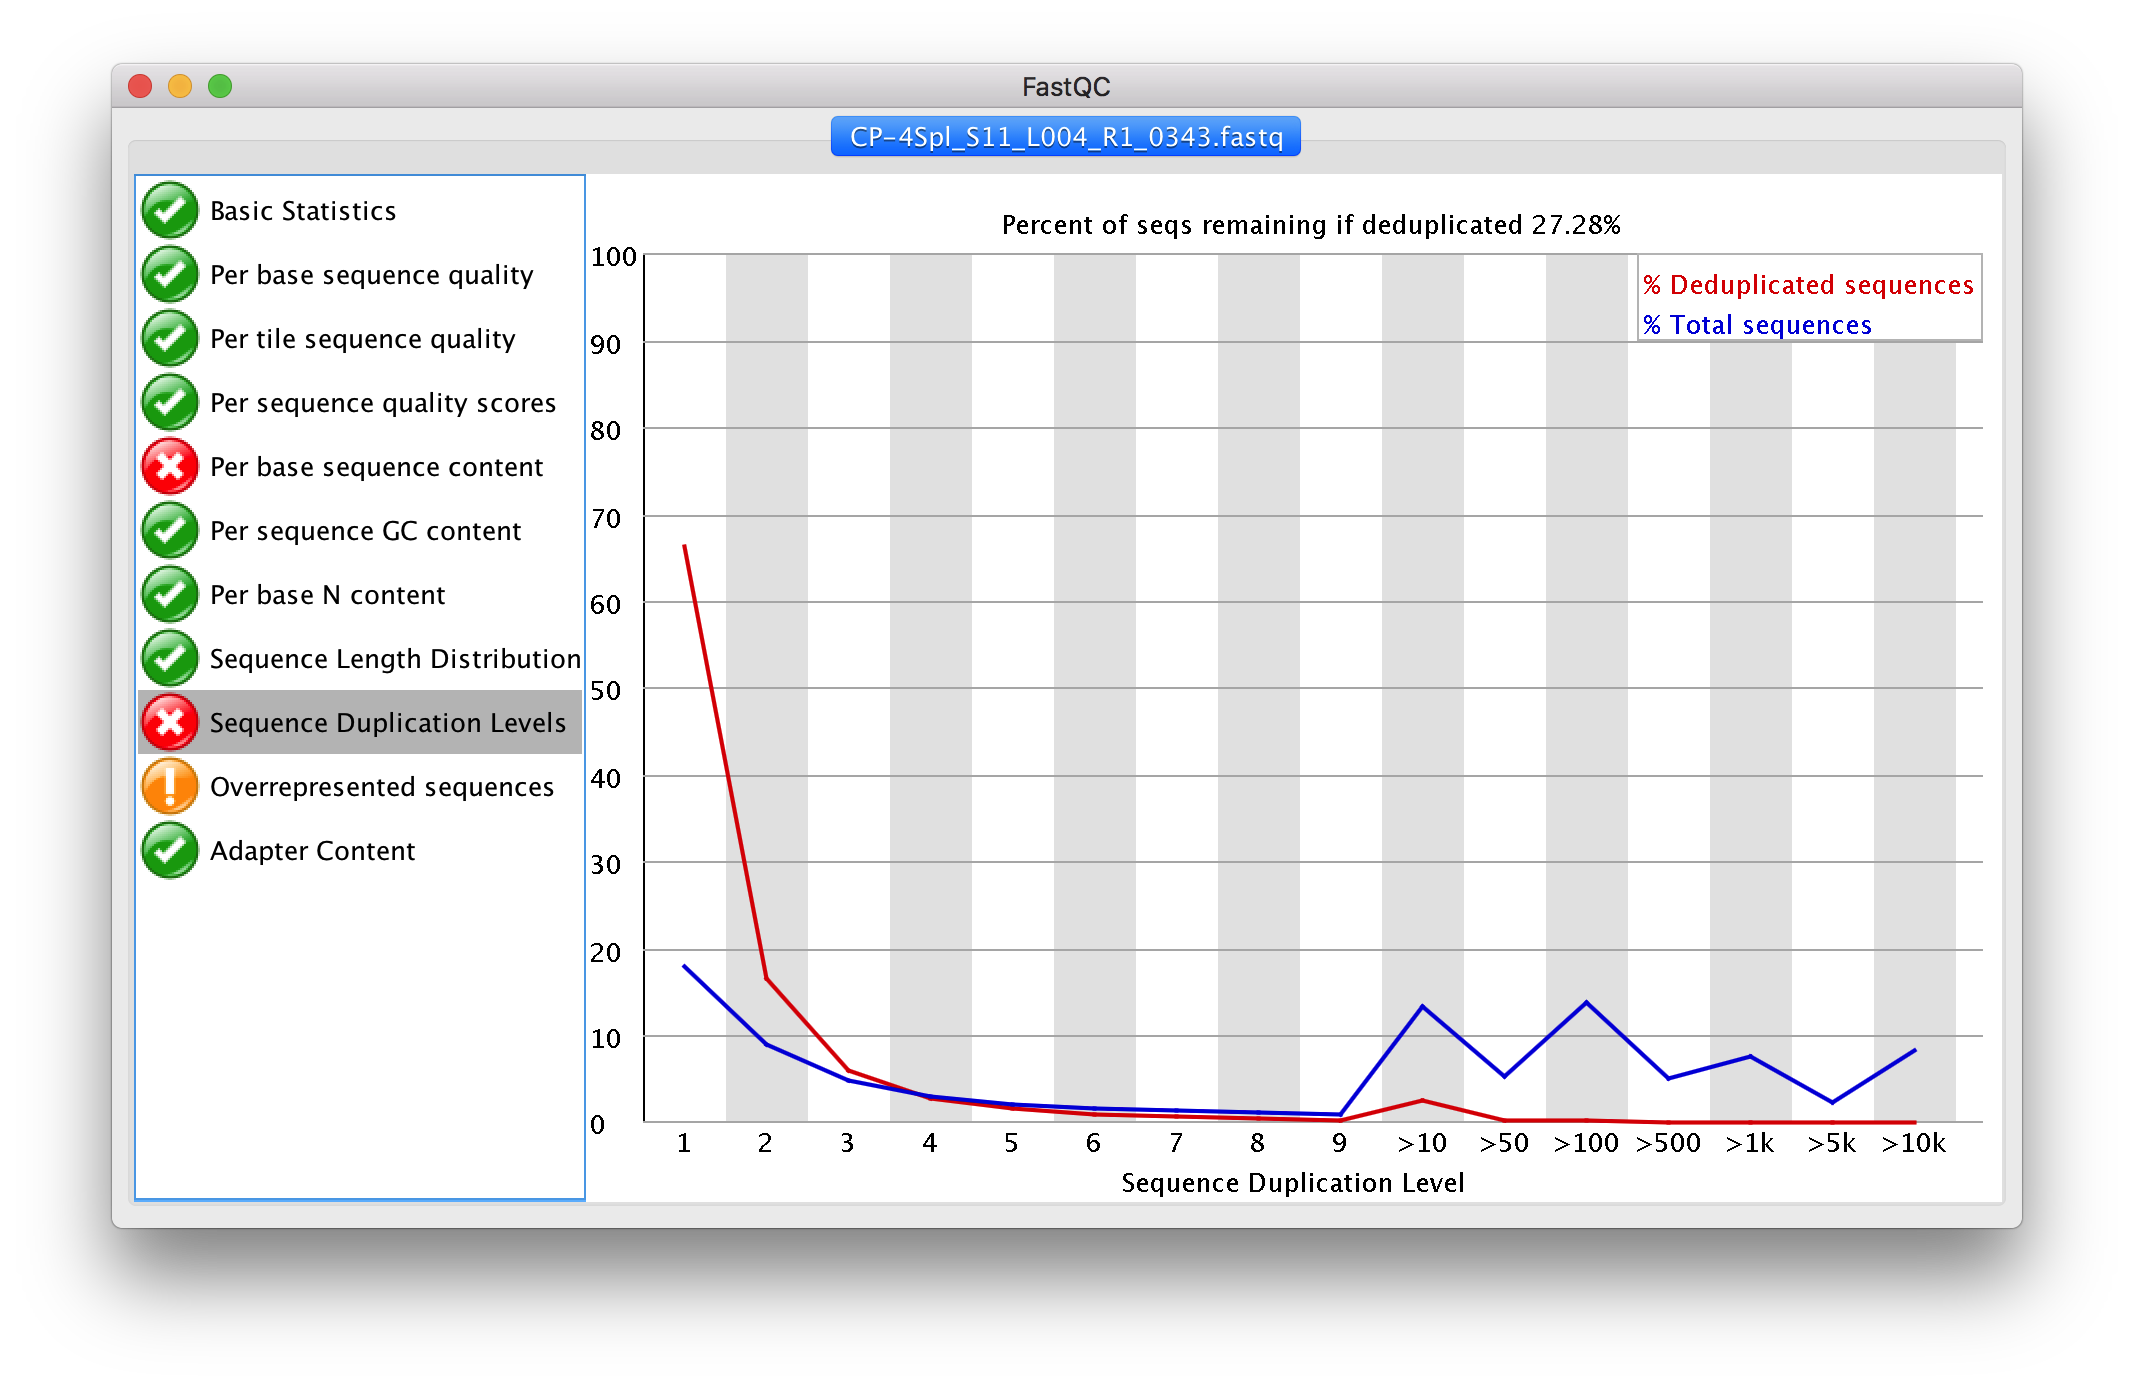 FastQC
CP-4Spl_S11_L004_R1_0343.fastq
Basic Statistics
Per base sequence quality
Per tile sequence quality
Per sequence quality scores
Per base sequence content
Per sequence GC content
Per base N content
Sequence Length Distribution
Sequence Duplication Levels
Overrepresented sequences
Adapter Content
Percent of seqs remaining if deduplicated 27.28%
% Deduplicated sequences
% Total sequences
100
90
80
70
60
50
40
30
20
10
0
1 2 3 4 5 6 7 8 9 >10 >50 >100 >500 >1k >5k >10k
Sequence Duplication Level